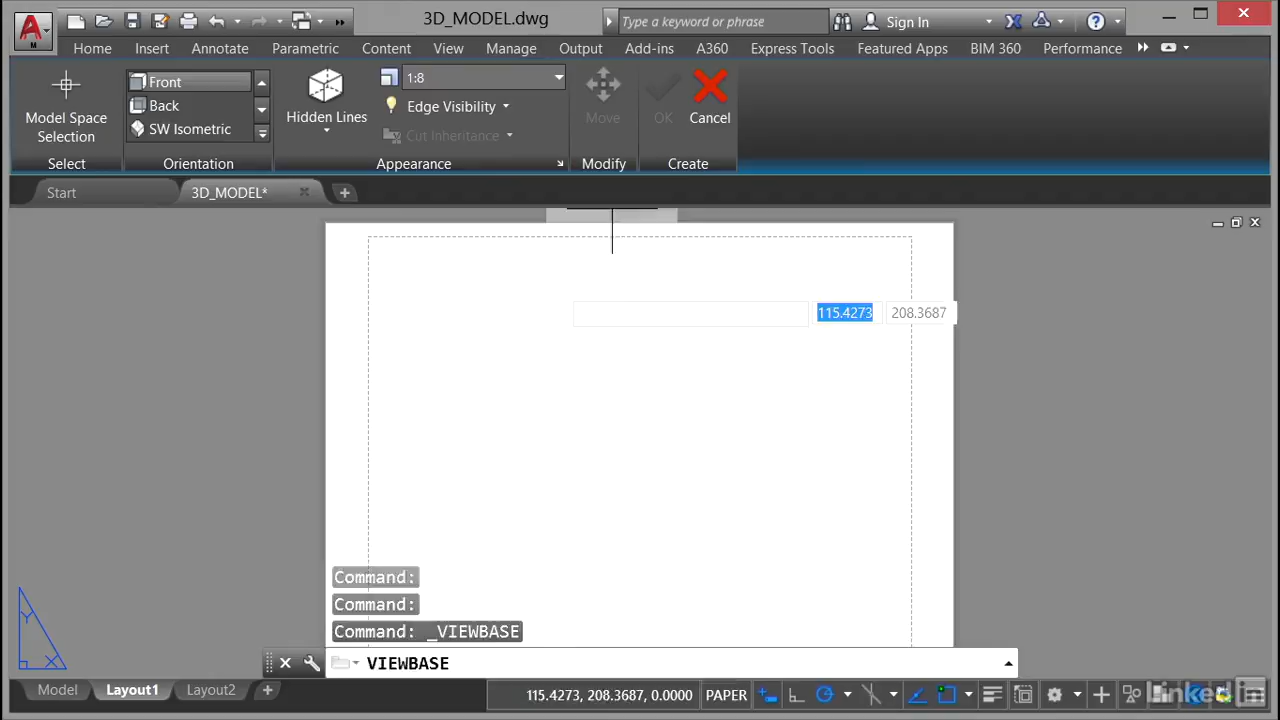 3D_MODEL.dwg
Type a keyword or phrase
Sign In
Home Insert Annotate Parametric Content View Manage Output Add-ins A360 Express Tools Featured Apps BIM 360 Performance
Model Space
Selection
Front
Back
SW Isometric
Hidden Lines
1:8
Edge Visibility
Cut Inheritance
Move
OK
Cancel
Select
Orientation
Appearance
Modify
Create
Start
3D_MODEL*
115.4273
208.3687
Command:
Command:
Command: _VIEWBASE
VIEWBASE
Y
X
Model
Layout1
Layout2
115.4273, 208.3687, 0.0000
PAPER
Linked in